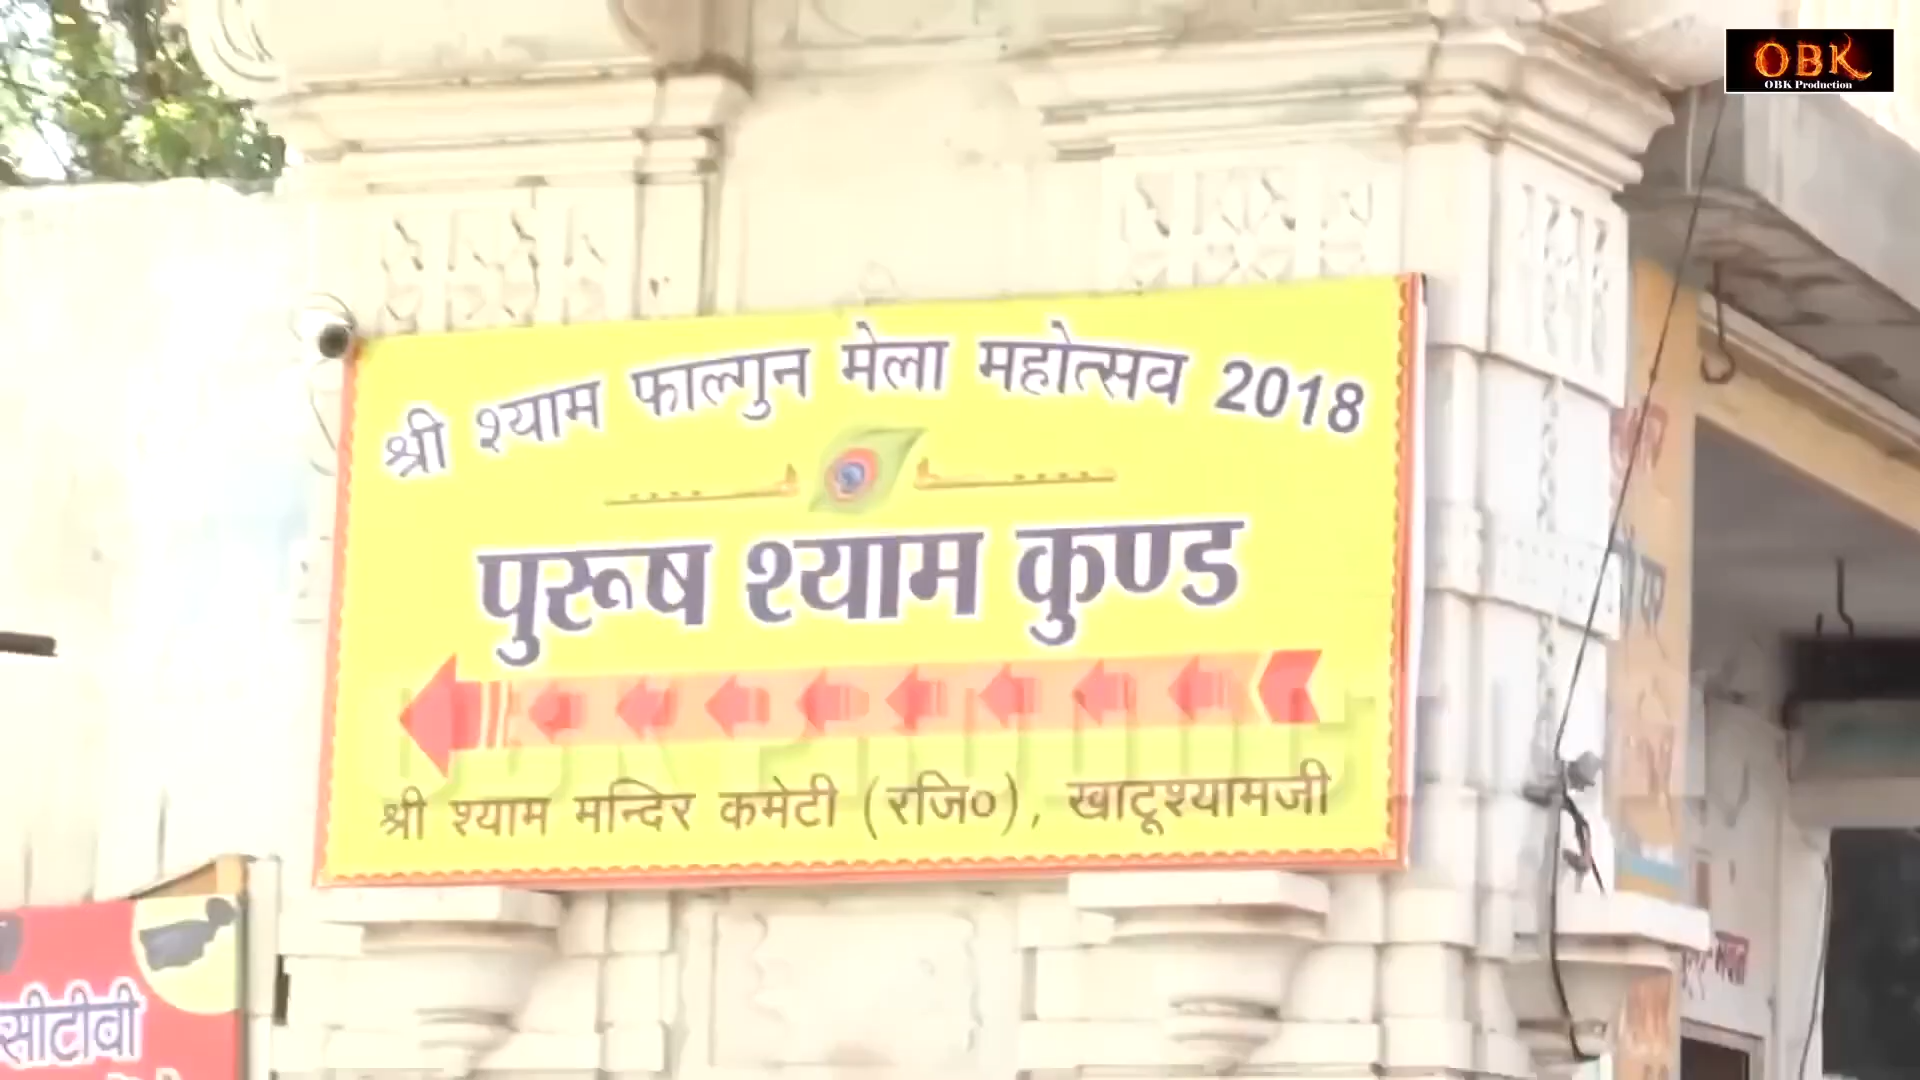 OBK
OBK Production
श्री श्याम फाल्गुन मेला महोत्सव 2018
पुरूष श्याम कुण्ड
श्री श्याम मन्दिर कमेटी (रजि०), खाटूश्यामजी
सीटीवी